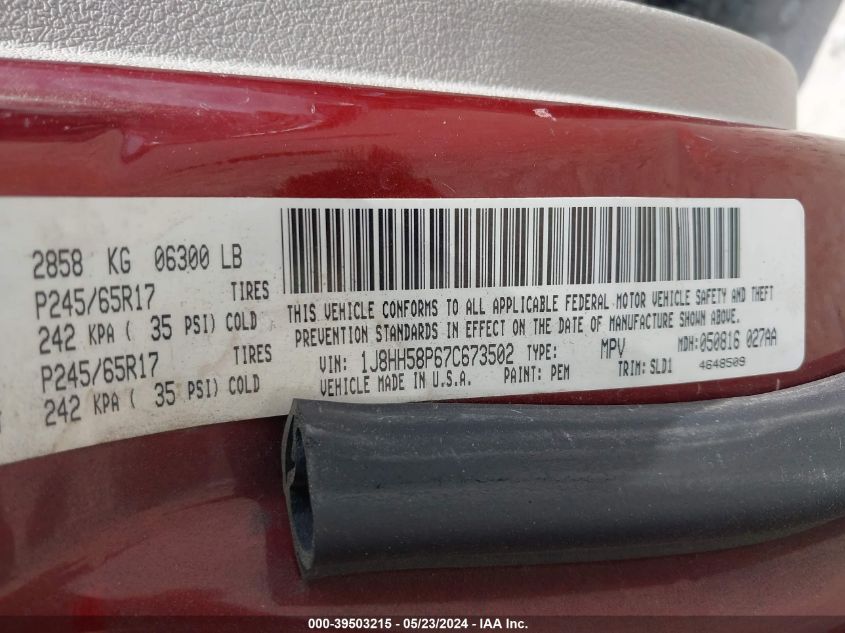 2858 KG 06300 LB
P245/65R17 TIRES
242 KPA ( 35 PSI) COLD
P245/65R17 TIRES
242 KPA ( 35 PSI) COLD
THIS VEHICLE CONFORMS TO ALL APPLICABLE FEDERAL MOTOR VEHICLE SAFETY AND THEFT
PREVENTION STANDARDS IN EFFECT ON THE DATE OF MANUFACTURE SHOWN ABOVE.
VIN: 1J8HH58P67C673502 TYPE: MPV MDH:050816 027AA
VEHICLE MADE IN U.S.A. PAINT: PEM TRIM: SLD1 4648509
000-39503215 - 05/23/2024 - IAA Inc.